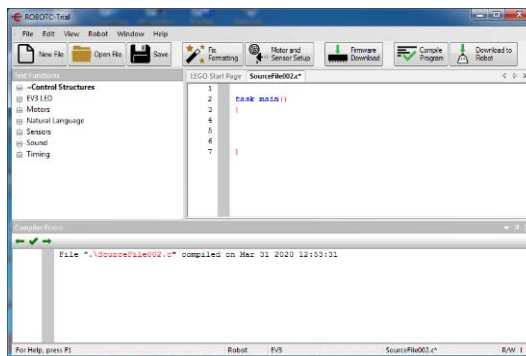 ROBOTC-Trial
File Edit View Robot Window Help
New File Open File Save Fix Formatting Motor and Sensor Setup Firmware Download Compile Program Download to Robot
Text Functions
~Control Structures
EV3 LED
Motors
Natural Language
Sensors
Sound
Timing
LEGO Start Page SourceFile002.c*
1
2 task main()
3 {
4
5
6
7 }
Compiler Errors
File ".\SourceFile002.c" compiled on Mar 31 2020 12:53:31
For Help, press F1 Robot EV3 SourceFile002.c* R/W